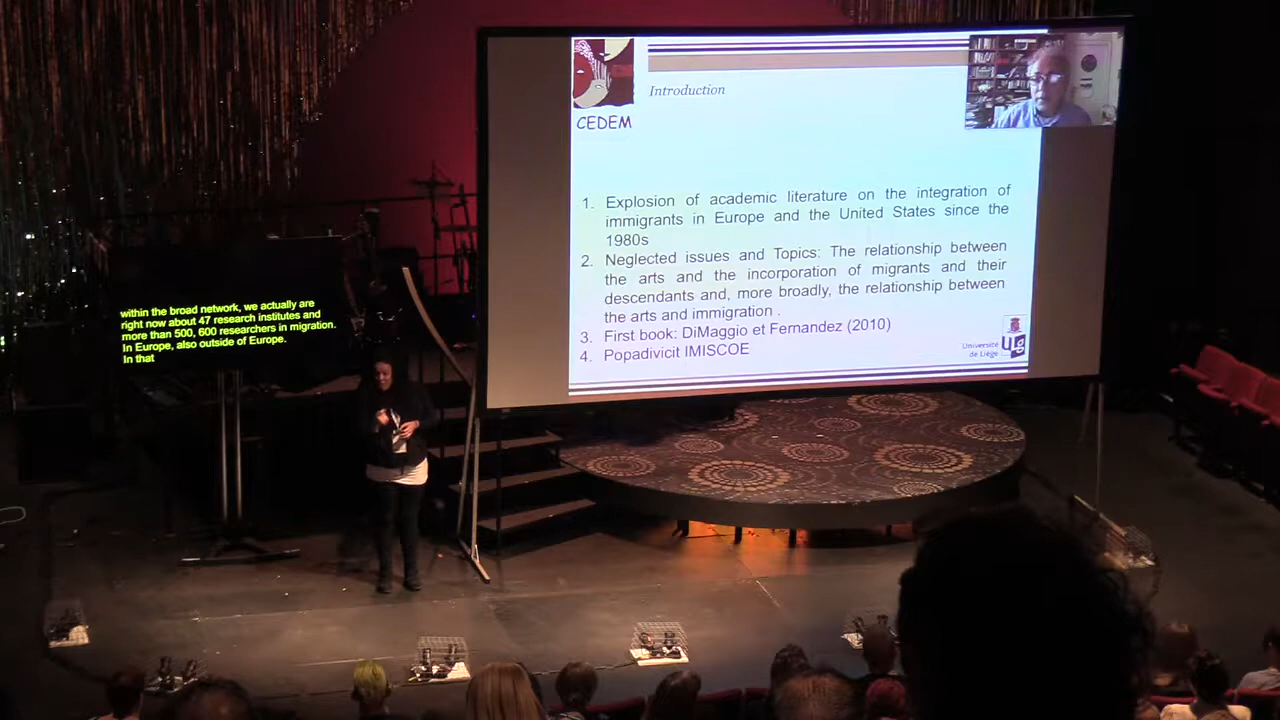 Introduction
CEDEM
1. Explosion of academic literature on the integration of
immigrants in Europe and the United States since the
1980s
2. Neglected issues and Topics: The relationship between
the arts and the incorporation of migrants and their
descendants and, more broadly, the relationship between
the arts and immigration .
3. First book: DiMaggio et Fernandez (2010)
4. Popadivicit IMISCOE
Université
de Liège
ULg
within the broad network, we actually are
right now about 47 research institutes and
more than 500, 600 researchers in migration.
In Europe, also outside of Europe.
In that